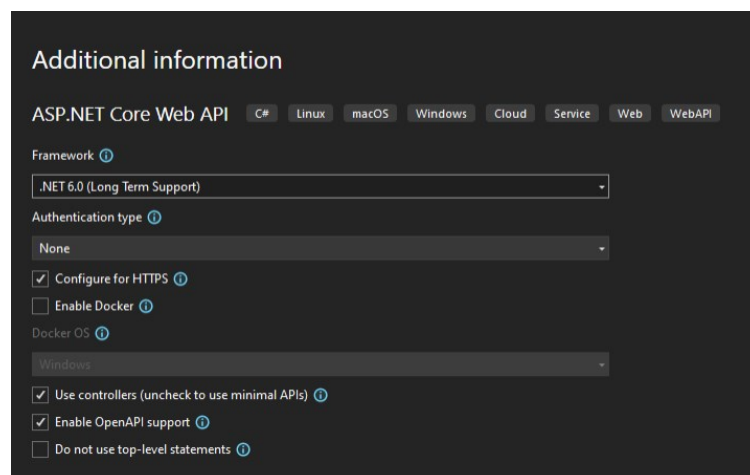 Additional information
ASP.NET Core Web API C# Linux macOS Windows Cloud Service Web WebAPI
Framework
.NET 6.0 (Long Term Support)
Authentication type
None
Configure for HTTPS
Enable Docker
Docker OS
Windows
Use controllers (uncheck to use minimal APIs)
Enable OpenAPI support
Do not use top-level statements